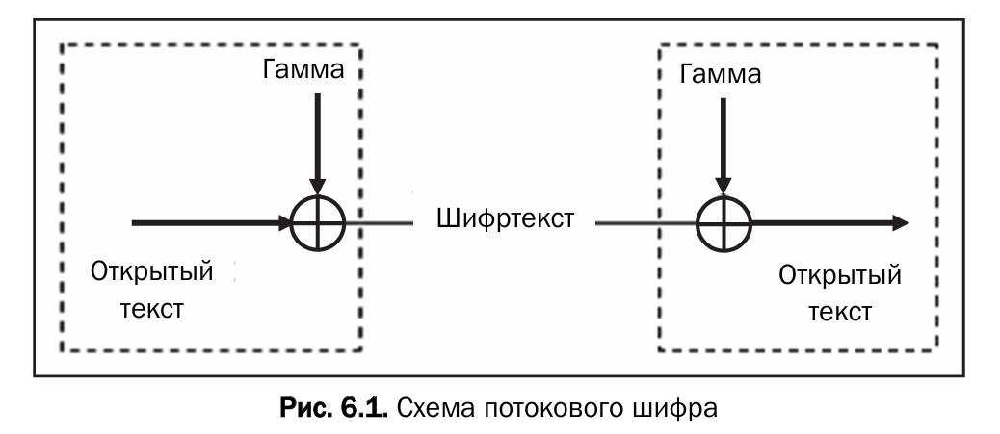 Гамма
Гамма
Шифртекст
Открытый
текст
Открытый
текст
Рис. 6.1. Схема потокового шифра